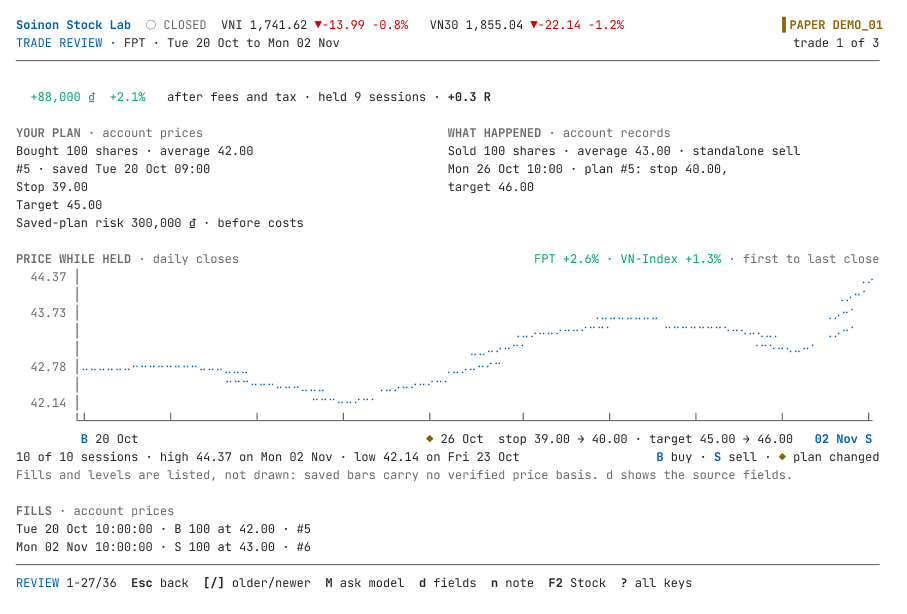 Soinon Stock Lab ○ CLOSED VNI 1,741.62 ▼-13.99 -0.8% VN30 1,855.04 ▼-22.14 -1.2% PAPER DEMO_01
TRADE REVIEW · FPT · Tue 20 Oct to Mon 02 Nov trade 1 of 3
+88,000 ₫ +2.1% after fees and tax · held 9 sessions · +0.3 R
YOUR PLAN · account prices
Bought 100 shares · average 42.00
#5 · saved Tue 20 Oct 09:00
Stop 39.00
Target 45.00
Saved-plan risk 300,000 ₫ · before costs
WHAT HAPPENED · account records
Sold 100 shares · average 43.00 · standalone sell
Mon 26 Oct 10:00 · plan #5: stop 40.00,
target 46.00
PRICE WHILE HELD · daily closes FPT +2.6% · VN-Index +1.3% · first to last close
44.37
43.73
42.78
42.14
B 20 Oct ◆ 26 Oct stop 39.00 → 40.00 · target 45.00 → 46.00 02 Nov S
10 of 10 sessions · high 44.37 on Mon 02 Nov · low 42.14 on Fri 23 Oct B buy · S sell · ◆ plan changed
Fills and levels are listed, not drawn: saved bars carry no verified price basis. d shows the source fields.
FILLS · account prices
Tue 20 Oct 10:00:00 · B 100 at 42.00 · #5
Mon 02 Nov 10:00:00 · S 100 at 43.00 · #6
REVIEW 1-27/36 Esc back [/] older/newer M ask model d fields n note F2 Stock ? all keys